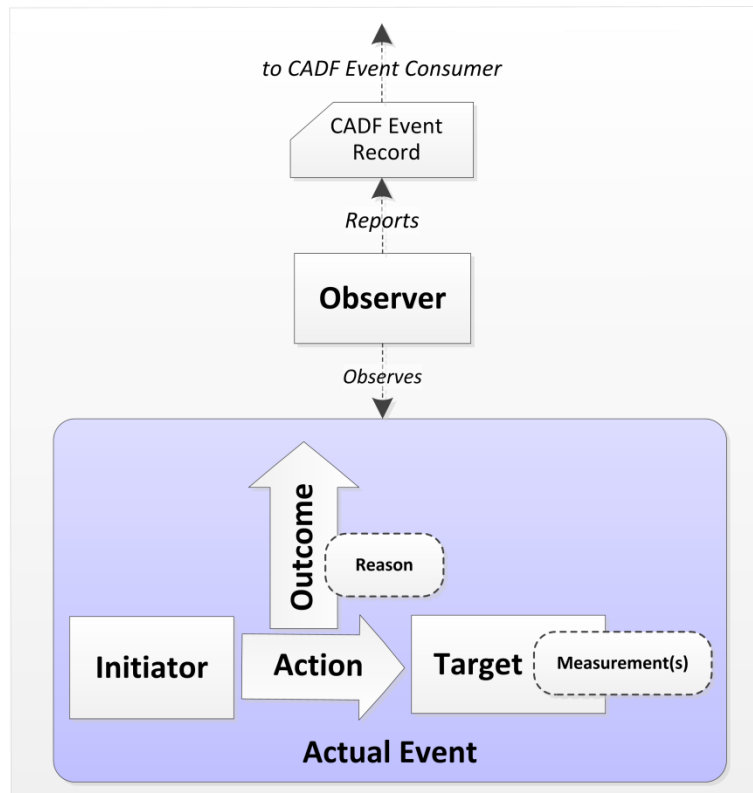 to CADF Event Consumer
CADF Event
Record
Reports
Observer
Observes
Outcome
Reason
Initiator
Action
Target
Measurement(s)
Actual Event